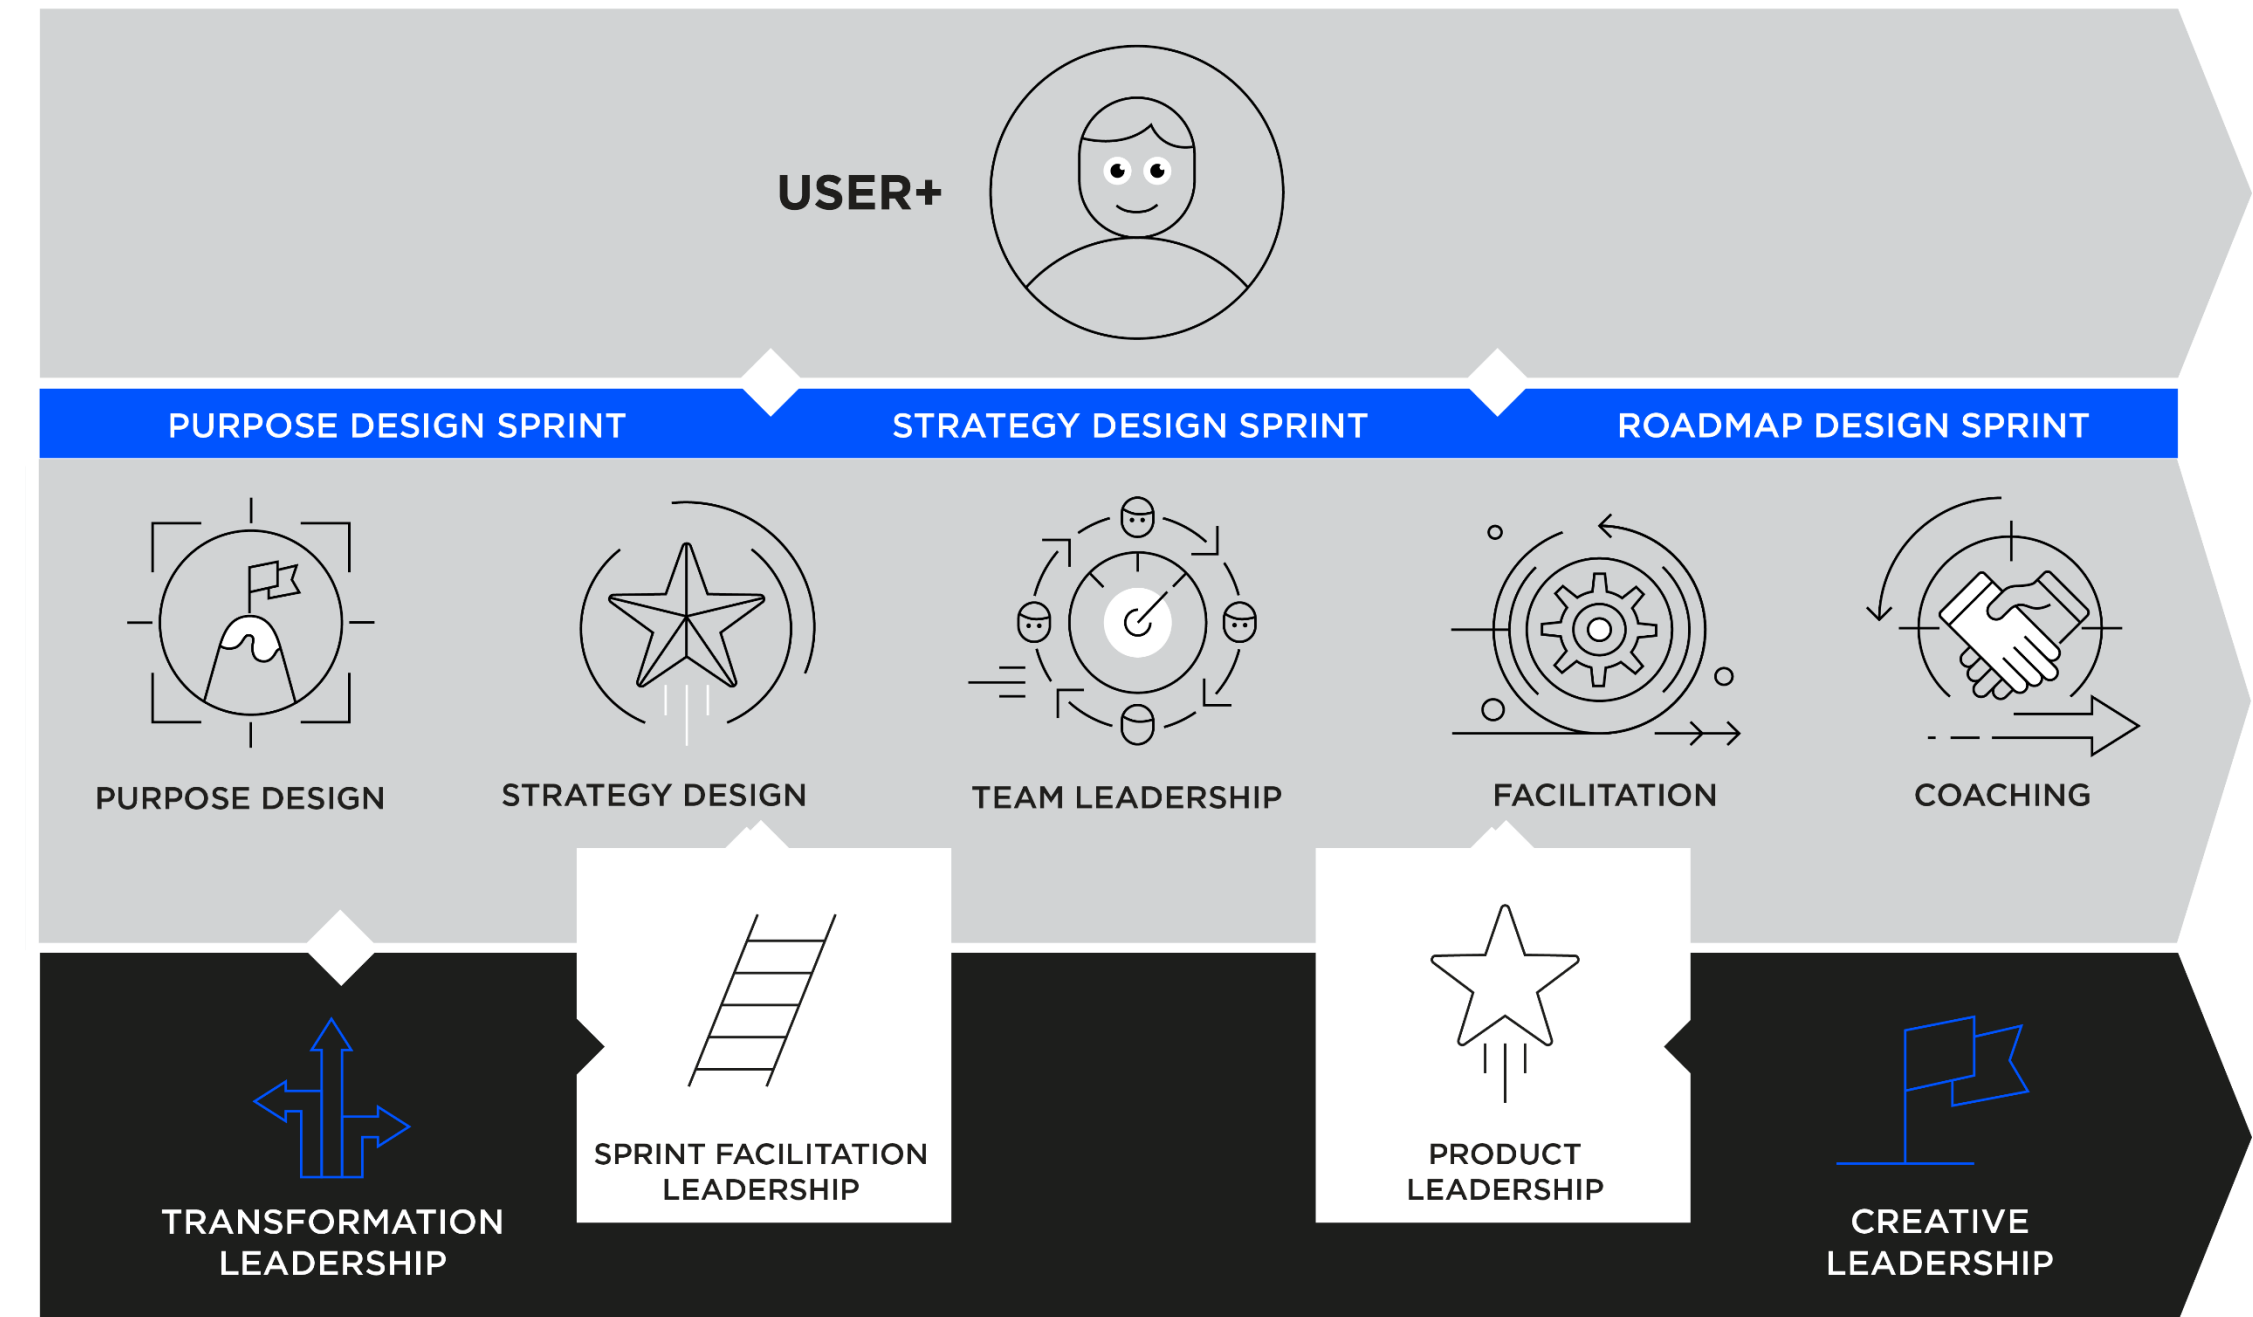 USER+
PURPOSE DESIGN SPRINT
STRATEGY DESIGN SPRINT
ROADMAP DESIGN SPRINT
PURPOSE DESIGN
STRATEGY DESIGN
TEAM LEADERSHIP
FACILITATION
COACHING
TRANSFORMATION
LEADERSHIP
SPRINT FACILITATION
LEADERSHIP
PRODUCT
LEADERSHIP
CREATIVE
LEADERSHIP